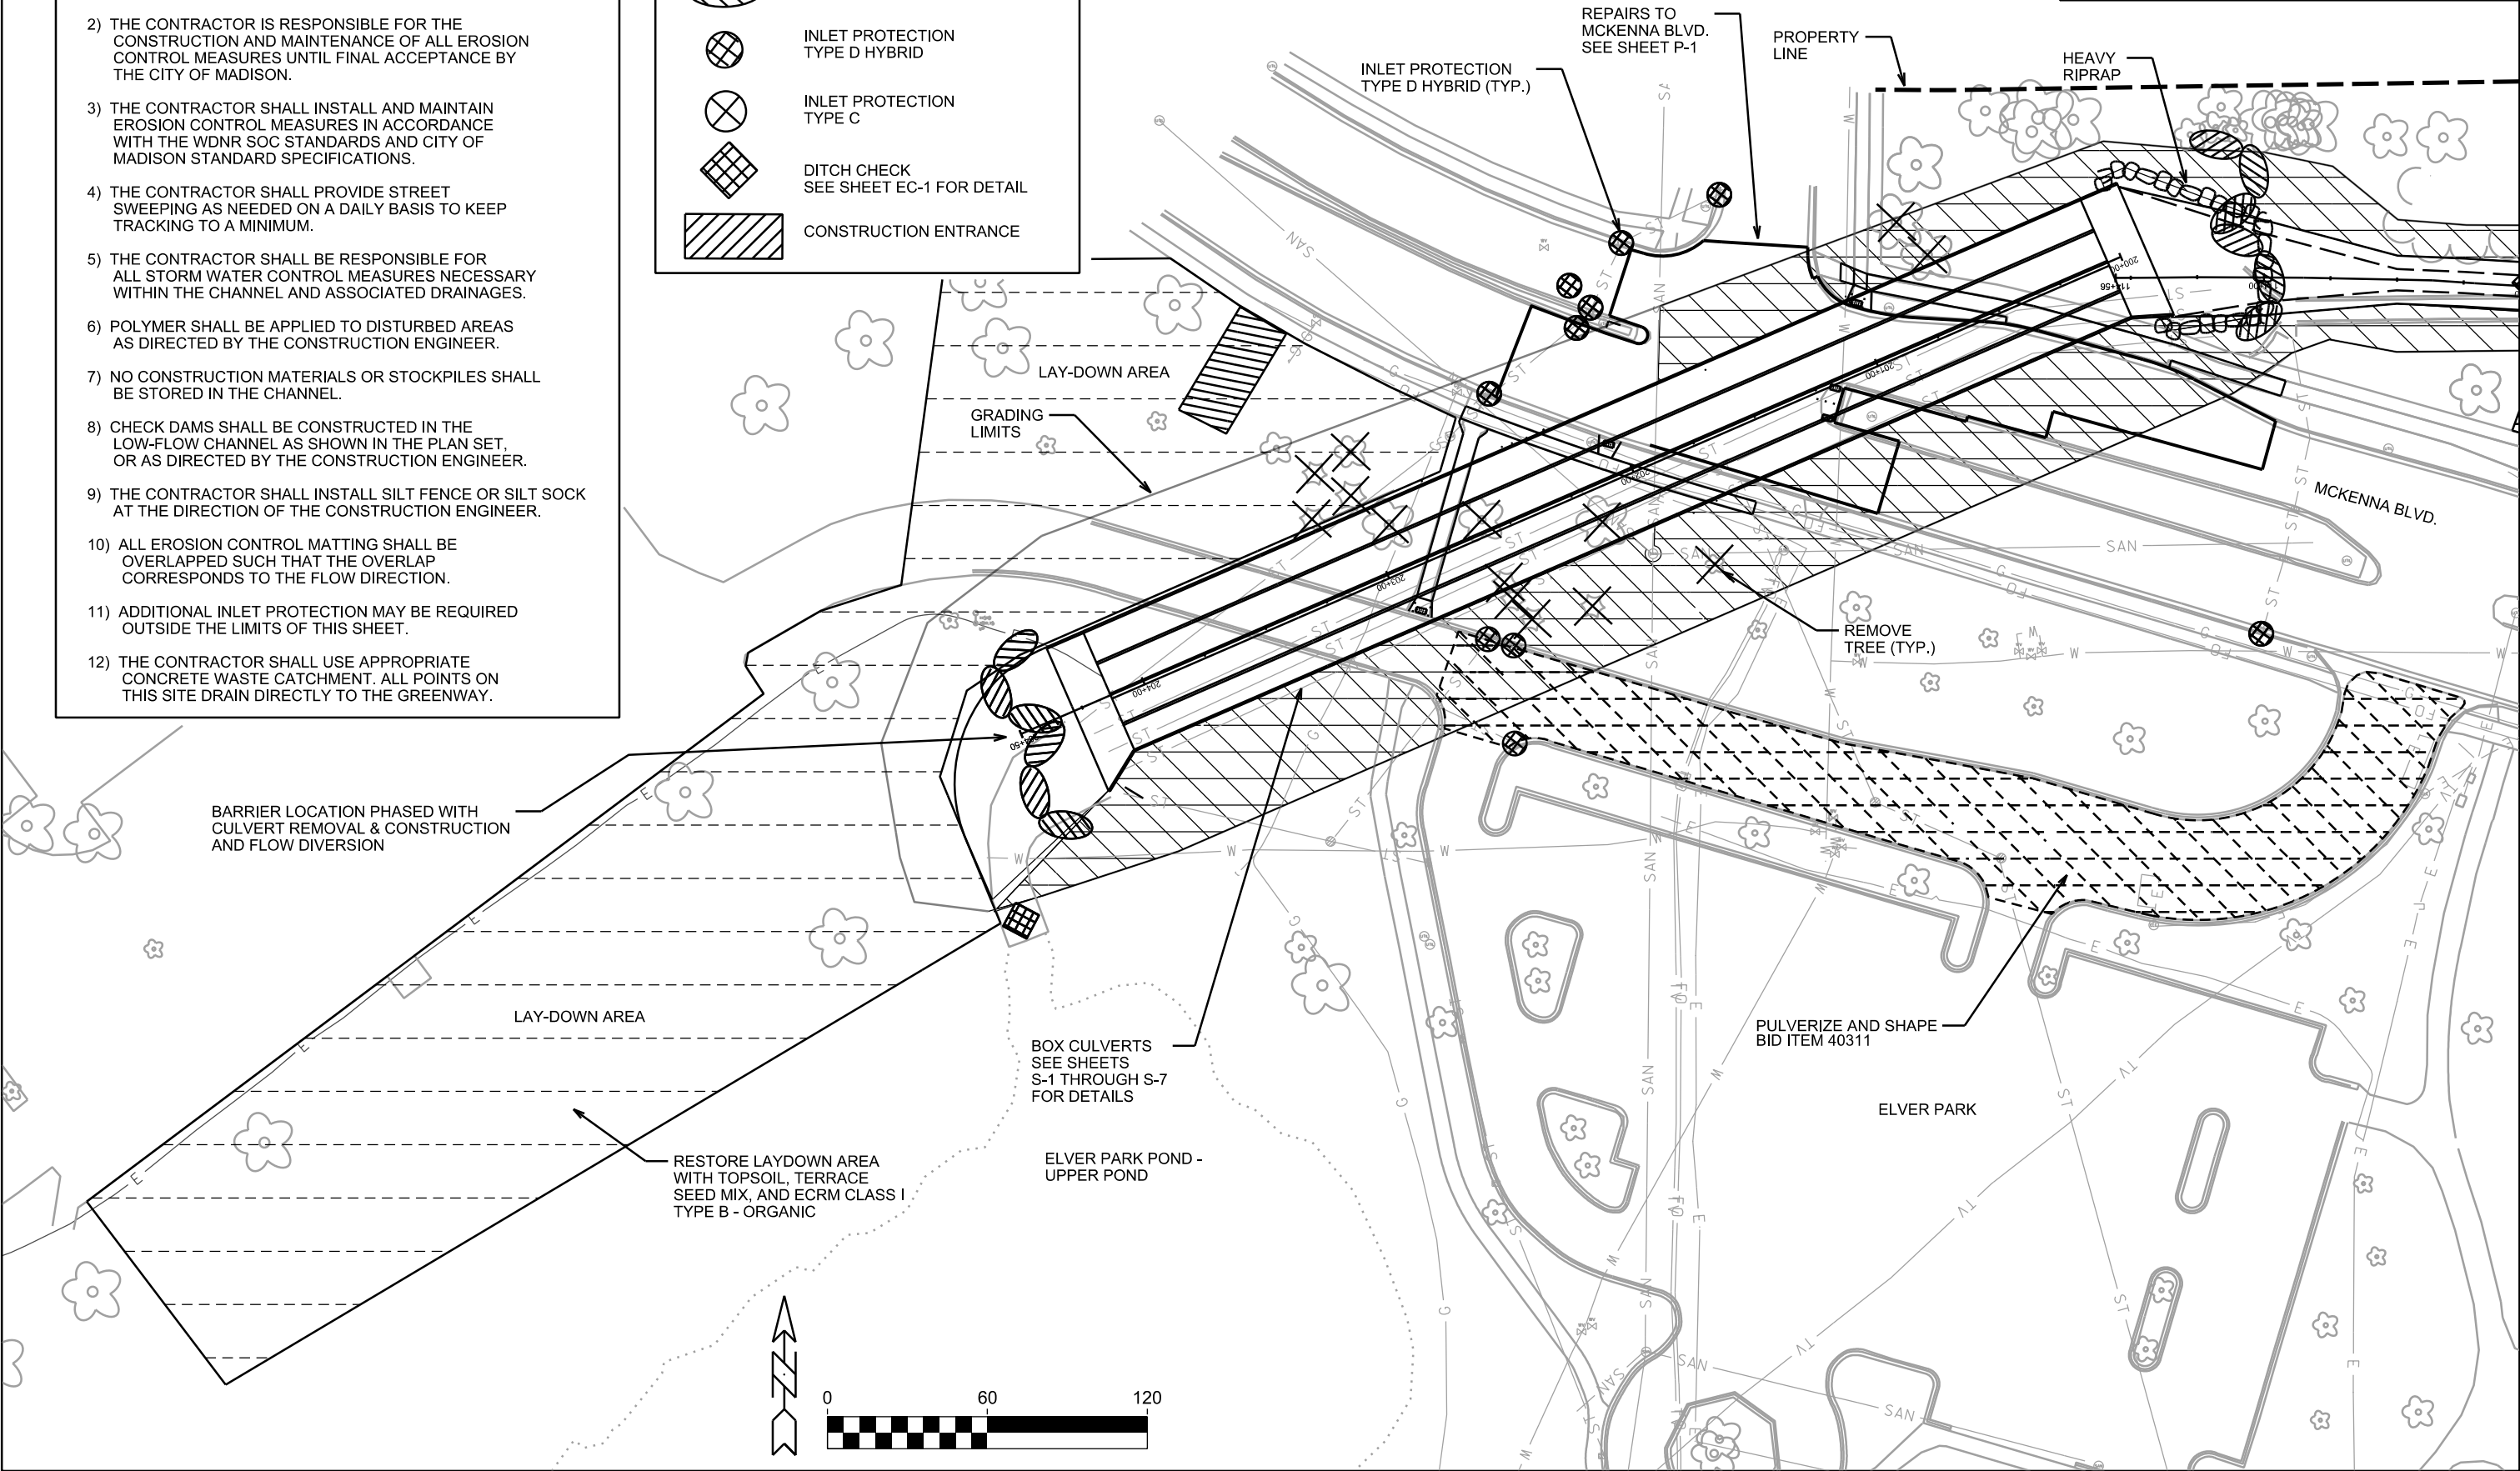 2) THE CONTRACTOR IS RESPONSIBLE FOR THE
CONSTRUCTION AND MAINTENANCE OF ALL EROSION
CONTROL MEASURES UNTIL FINAL ACCEPTANCE BY
THE CITY OF MADISON.
3) THE CONTRACTOR SHALL INSTALL AND MAINTAIN
EROSION CONTROL MEASURES IN ACCORDANCE
WITH THE WDNR SOC STANDARDS AND CITY OF
MADISON STANDARD SPECIFICATIONS.
4) THE CONTRACTOR SHALL PROVIDE STREET
SWEEPING AS NEEDED ON A DAILY BASIS TO KEEP
TRACKING TO A MINIMUM.
5) THE CONTRACTOR SHALL BE RESPONSIBLE FOR
ALL STORM WATER CONTROL MEASURES NECESSARY
WITHIN THE CHANNEL AND ASSOCIATED DRAINAGES.
6) POLYMER SHALL BE APPLIED TO DISTURBED AREAS
AS DIRECTED BY THE CONSTRUCTION ENGINEER.
7) NO CONSTRUCTION MATERIALS OR STOCKPILES SHALL
BE STORED IN THE CHANNEL.
8) CHECK DAMS SHALL BE CONSTRUCTED IN THE
LOW-FLOW CHANNEL AS SHOWN IN THE PLAN SET,
OR AS DIRECTED BY THE CONSTRUCTION ENGINEER.
9) THE CONTRACTOR SHALL INSTALL SILT FENCE OR SILT SOCK
AT THE DIRECTION OF THE CONSTRUCTION ENGINEER.
10) ALL EROSION CONTROL MATTING SHALL BE
OVERLAPPED SUCH THAT THE OVERLAP
CORRESPONDS TO THE FLOW DIRECTION.
11) ADDITIONAL INLET PROTECTION MAY BE REQUIRED
OUTSIDE THE LIMITS OF THIS SHEET.
12) THE CONTRACTOR SHALL USE APPROPRIATE
CONCRETE WASTE CATCHMENT. ALL POINTS ON
THIS SITE DRAIN DIRECTLY TO THE GREENWAY.
INLET PROTECTION
TYPE D HYBRID
INLET PROTECTION
TYPE C
DITCH CHECK
SEE SHEET EC-1 FOR DETAIL
CONSTRUCTION ENTRANCE
INLET PROTECTION
TYPE D HYBRID (TYP.)
REPAIRS TO
MCKENNA BLVD.
SEE SHEET P-1
PROPERTY
LINE
HEAVY
RIPRAP
LAY-DOWN AREA
GRADING
LIMITS
200+00
201+00
202+00
203+00
204+00
MCKENNA BLVD.
REMOVE
TREE (TYP.)
BARRIER LOCATION PHASED WITH
CULVERT REMOVAL & CONSTRUCTION
AND FLOW DIVERSION
LAY-DOWN AREA
BOX CULVERTS
SEE SHEETS
S-1 THROUGH S-7
FOR DETAILS
PULVERIZE AND SHAPE
BID ITEM 40311
ELVER PARK
RESTORE LAYDOWN AREA
WITH TOPSOIL, TERRACE
SEED MIX, AND ECRM CLASS I
TYPE B - ORGANIC
ELVER PARK POND -
UPPER POND
N
0 60 120